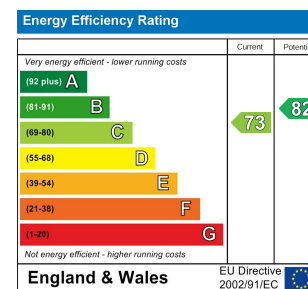 Energy Efficiency Rating
Current Potenti
Very energy efficient - lower running costs
(92 plus) A
(81-91) B
82
(69-80) C
73
(55-68) D
(39-54) E
(21-38) F
(1-20) G
Not energy efficient - higher running costs
England & Wales
EU Directive
2002/91/EC